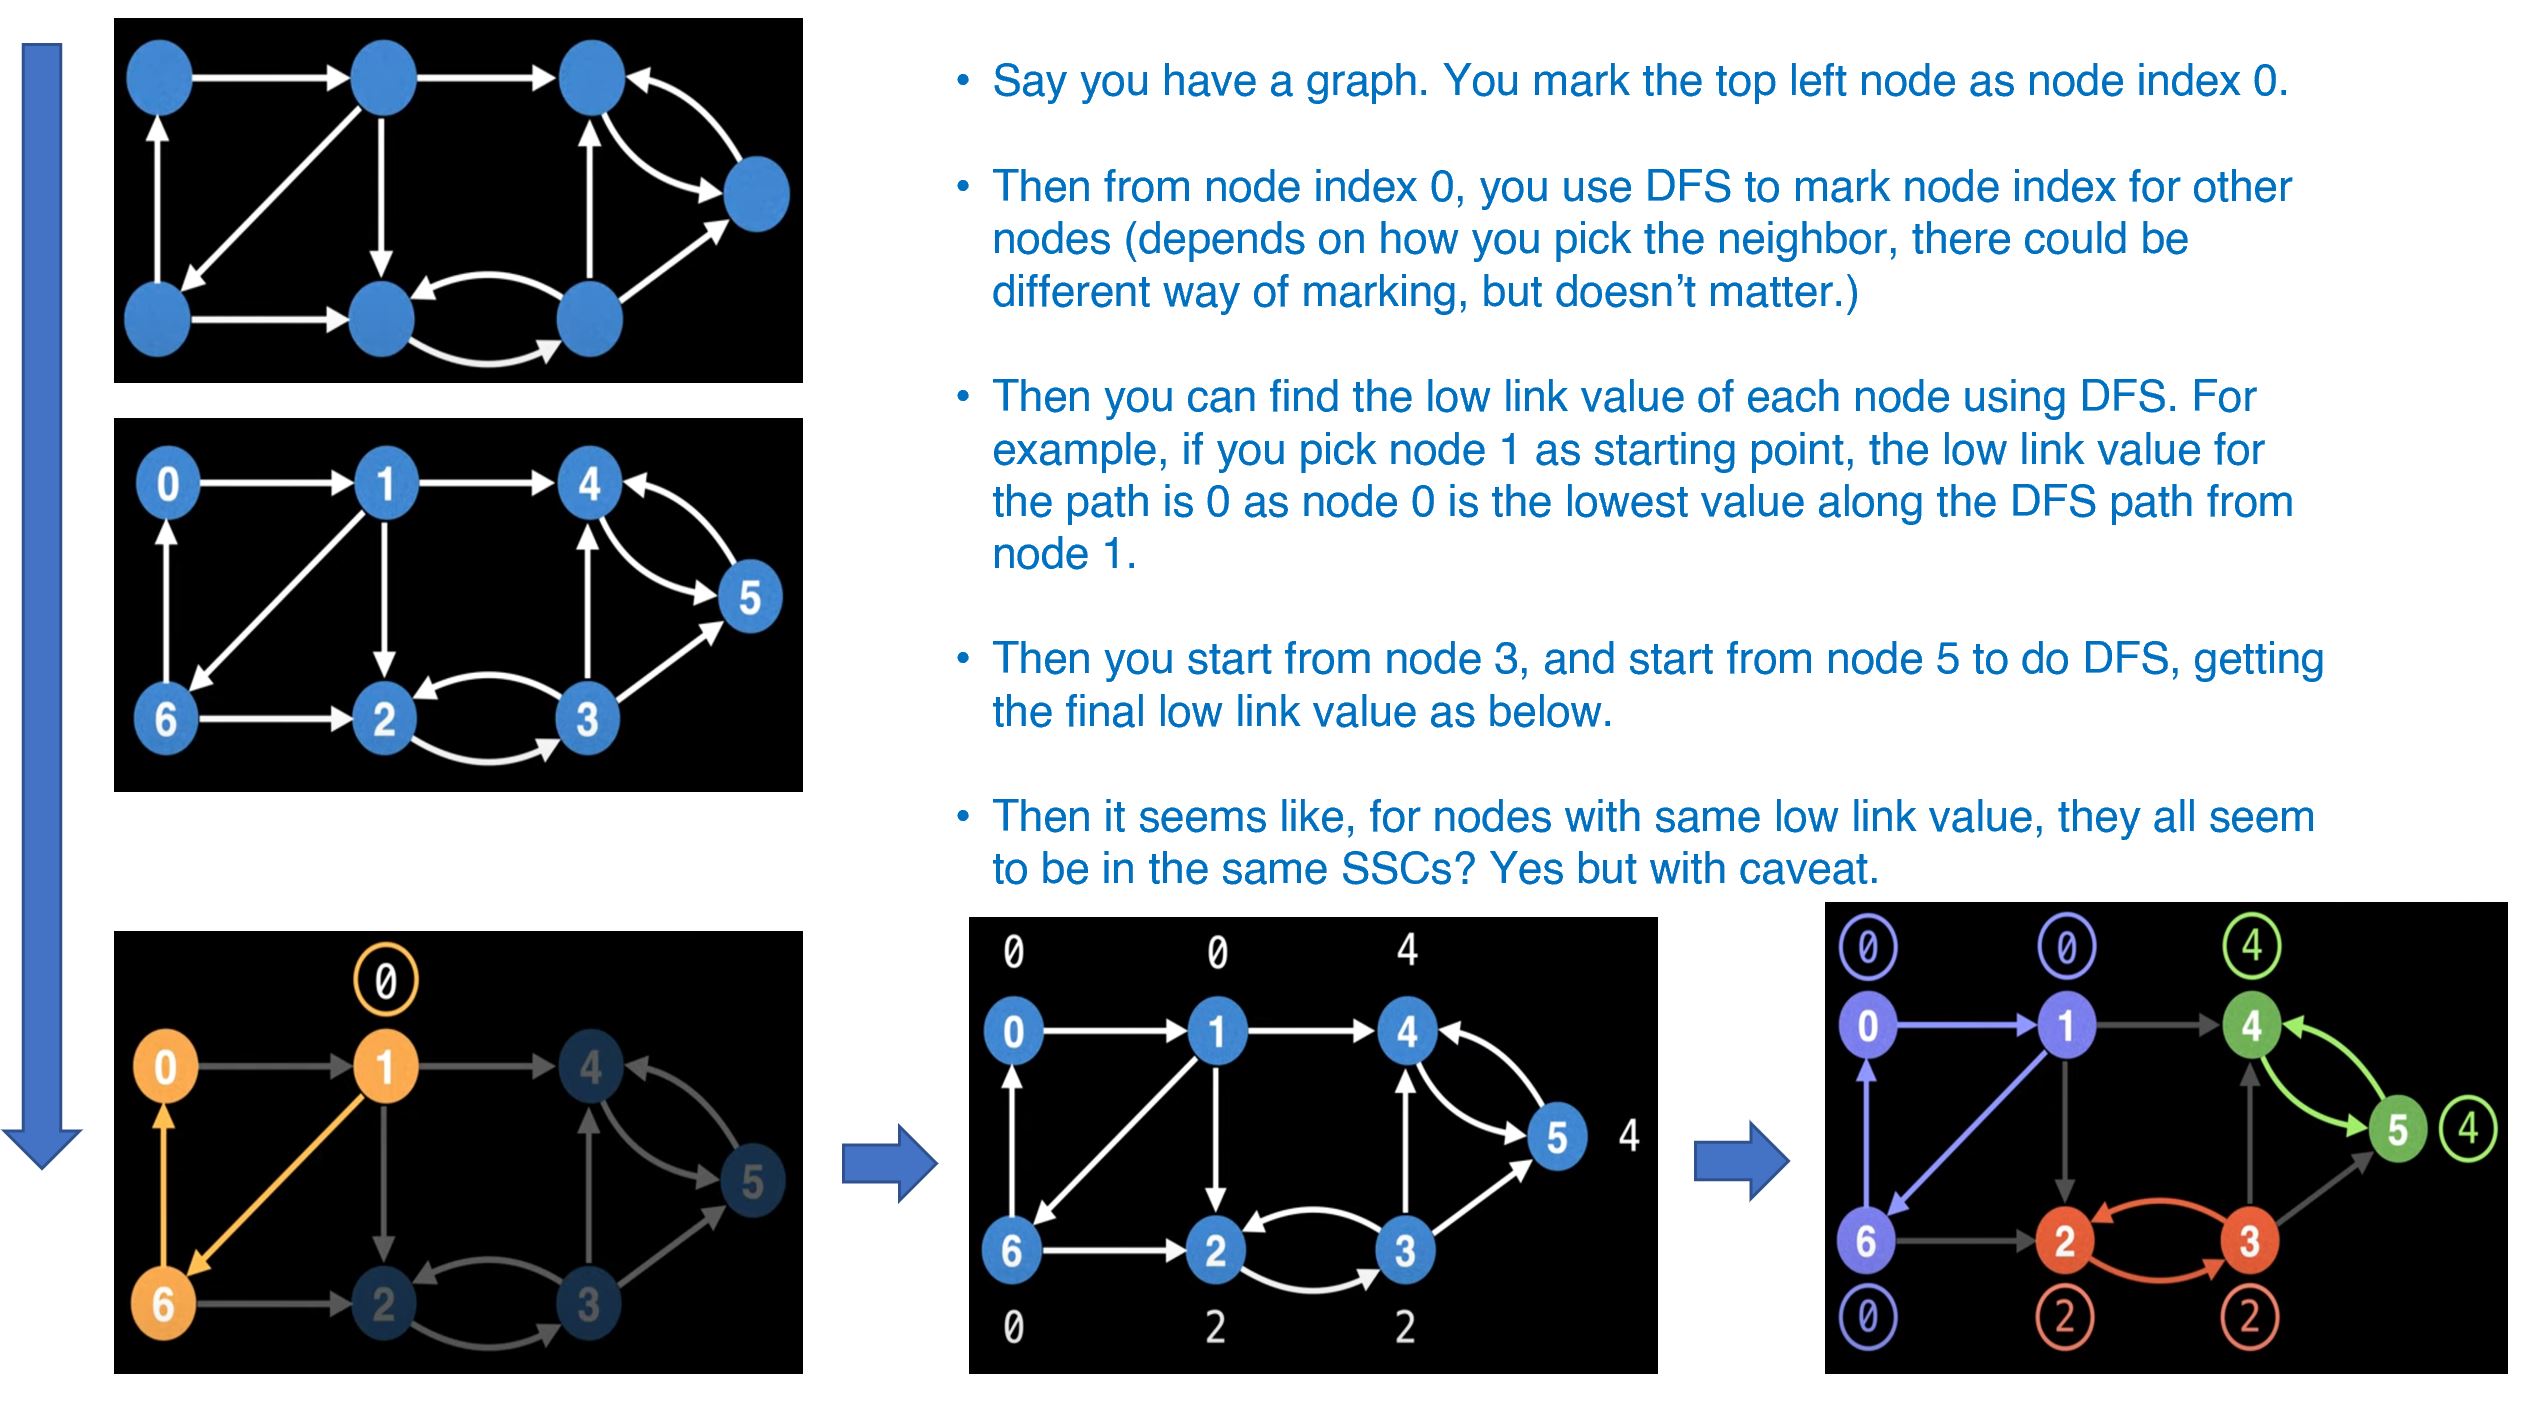 • Say you have a graph. You mark the top left node as node index 0.
• Then from node index 0, you use DFS to mark node index for other
nodes (depends on how you pick the neighbor, there could be
different way of marking, but doesn’t matter.)
• Then you can find the low link value of each node using DFS. For
example, if you pick node 1 as starting point, the low link value for
the path is 0 as node 0 is the lowest value along the DFS path from
node 1.
• Then you start from node 3, and start from node 5 to do DFS, getting
the final low link value as below.
• Then it seems like, for nodes with same low link value, they all seem
to be in the same SSCs? Yes but with caveat.
0 1 4
5
6 2 3
0
0 1 4
5
6 2 3
0 0 4
0 1 4
5 4
6 2 3
0 2 2
0 0 4
0 1 4
5 4
6 2 3
0 2 2